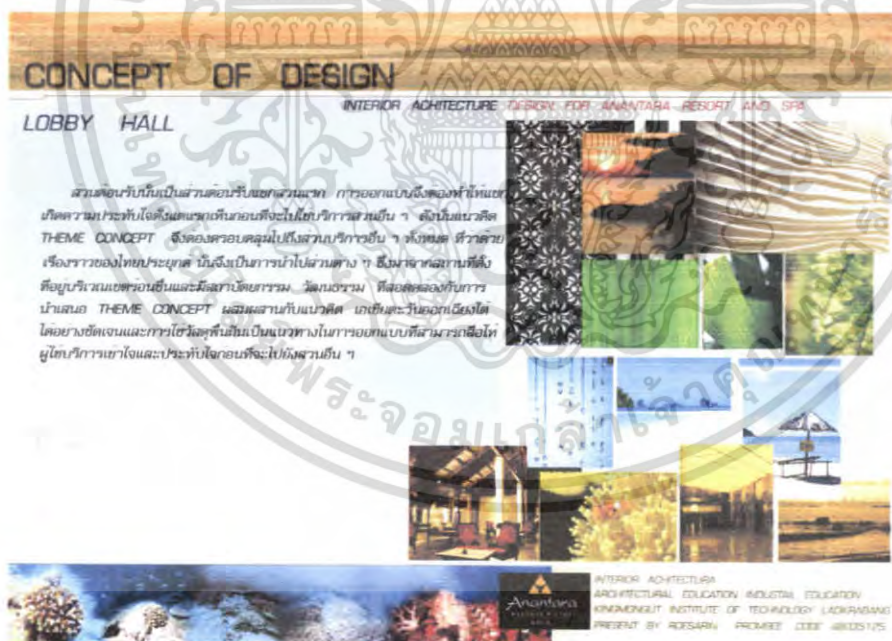 CONCEPT OF DESIGN
INTERIOR ACHITECTURE DESIGN FOR ANANTARA RESORT AND SPA
LOBBY HALL
ส่วนต้อนรับนั้นเป็นส่วนต้อนรับแขกส่วนแรก การออกแบบจึงต้องทำให้แขก
เกิดความประทับใจตั้งแต่แรกเห็นก่อนที่จะไปใช้บริการส่วนอื่น ๆ ดังนั้นแนวคิด
THEME CONCEPT จึงต้องครอบคลุมไปถึงส่วนบริการอื่น ๆ ทั้งหมด ที่ว่าด้วย
เรื่องราวของไทยประยุกต์ นั้นจึงเป็นการนำไปส่วนต่าง ๆ ซึ่งมาจากสถานที่ตั้ง
ที่อยู่บริเวณเขตร้อนชื้นและมีสถาปัตยกรรม วัฒนธรรม ที่สอดคล้องกับการ
นำเสนอ THEME CONCEPT ผสมผสานกับแนวคิด เอเชียตะวันออกเฉียงใต้
ได้อย่างชัดเจนและการใช้วัสดุพื้นถิ่นเป็นแนวทางในการออกแบบที่สามารถสื่อให้
ผู้ใช้บริการเข้าใจและประทับใจก่อนที่จะไปยังส่วนอื่น ๆ
พระจอมเกล้าเจ้าคุณทหาร
Anantara
INTERIOR ACHITECTURA
ARCHITECTURAL EDUCATION INDUSTIAL EDUCATION
KINGMONGUT INSTITUTE OF TECHNOLOGY LADKRABANG
PRESENT BY PROMSEE CODE